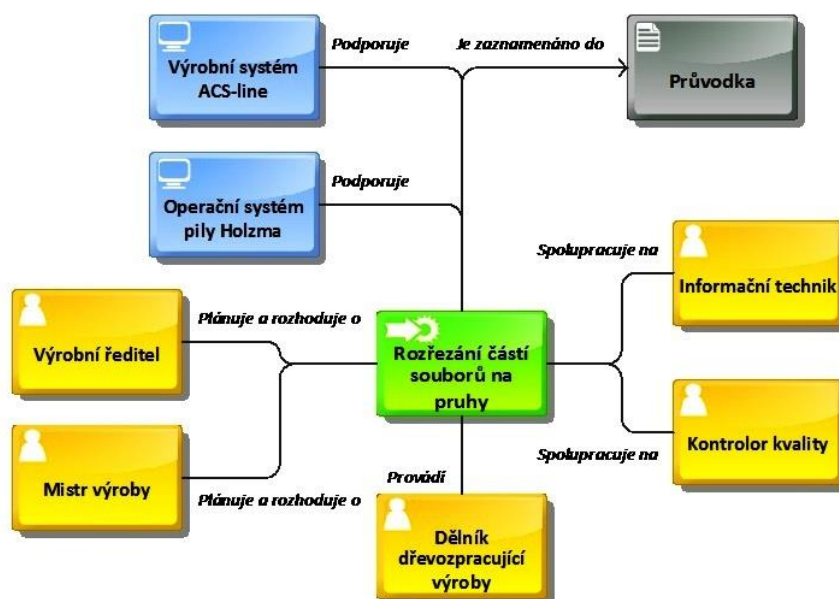 Podporuje
Je zaznamenáno do
Výrobní systém
ACS-line
Průvodka
Podporuje
Operační systém
pily Holzma
Spolupracuje na
Informační technik
Plánuje a rozhoduje o
Výrobní ředitel
Rozřezání částí
souborů na
pruhy
Kontrolor kvality
Spolupracuje na
Mistr výroby
Plánuje a rozhoduje o
Provádí
Dělník
dřevozpracující
výroby